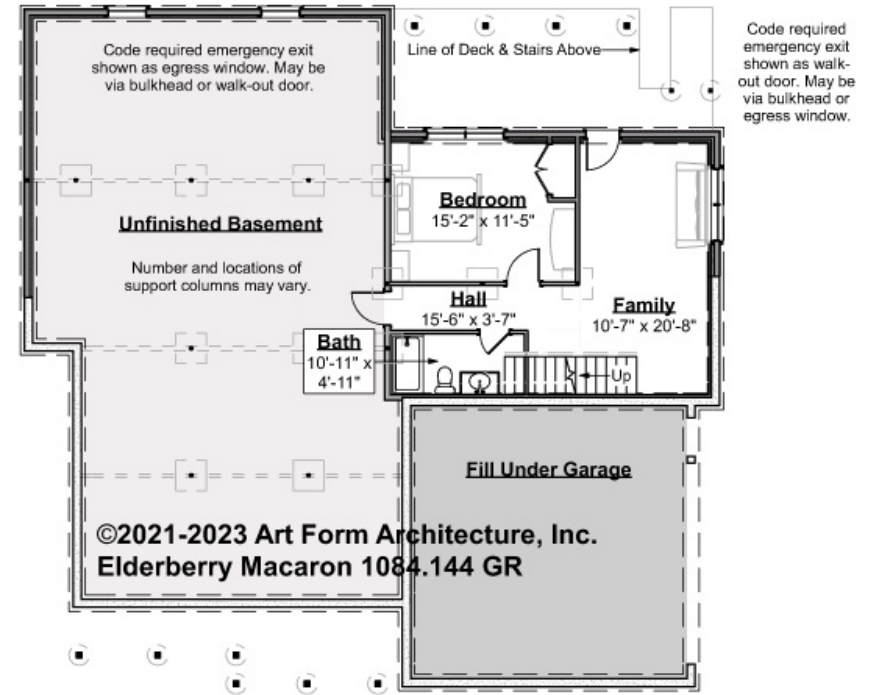 Code required emergency exit
shown as egress window. May be
via bulkhead or walk-out door.
Line of Deck & Stairs Above
Code required
emergency exit
shown as walk-
out door. May be
via bulkhead or
egress window.
Bedroom
15'-2" x 11'-5"
Unfinished Basement
Number and locations of
support columns may vary.
Hall
15'-6" x 3'-7"
Family
10'-7" x 20'-8"
Bath
10'-11" x
4'-11"
Up
Fill Under Garage
©2021-2023 Art Form Architecture, Inc.
Elderberry Macaron 1084.144 GR